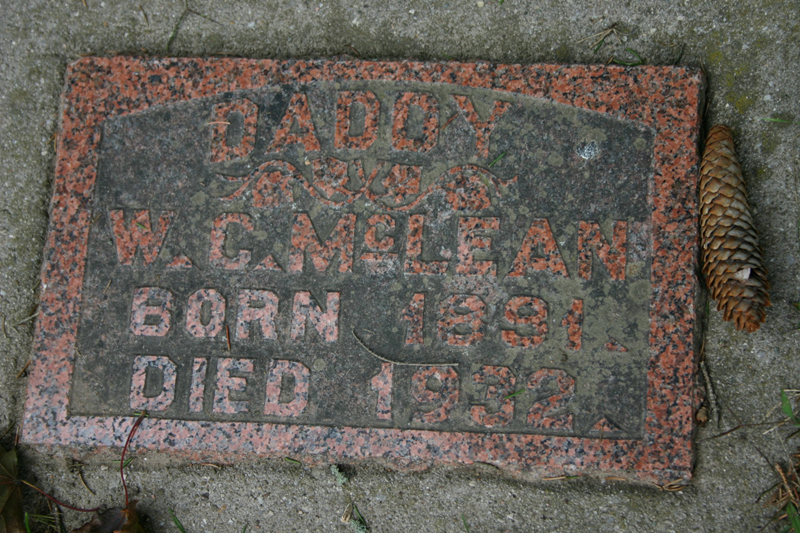 DADDY
W. C. McLEAN
BORN 1891.
DIED 1932.